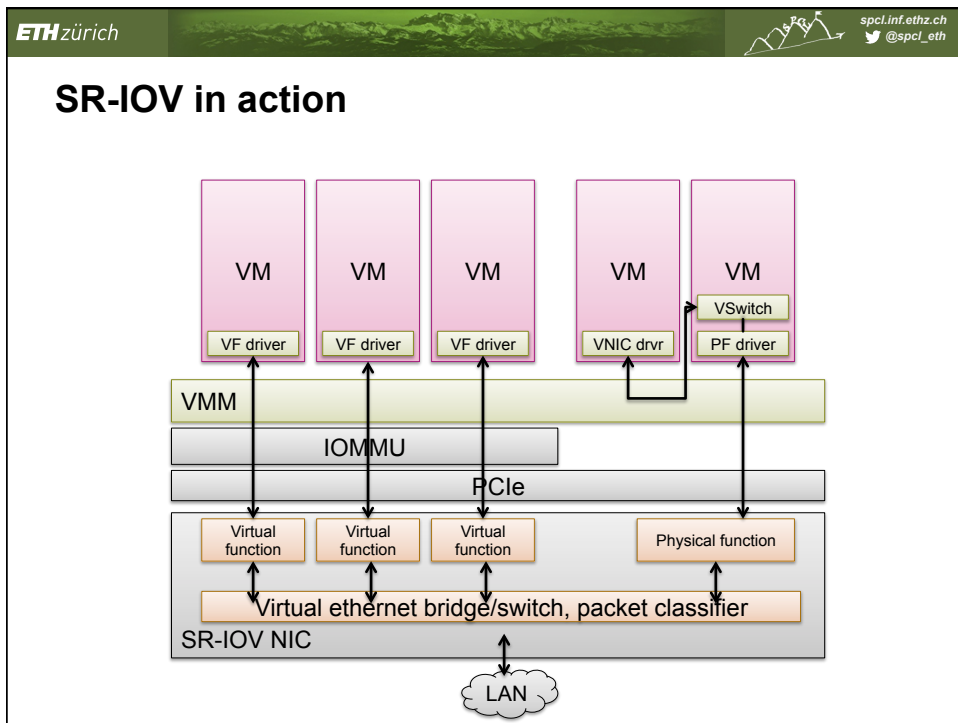 ETH zürich
spcl.inf.ethz.ch
@spcl_eth
SPCL
SR-IOV in action
VM
VM
VM
VM
VM
VSwitch
VF driver
VF driver
VF driver
VNIC drvr
PF driver
VMM
IOMMU
PCIe
Virtual
function
Virtual
function
Virtual
function
Physical function
Virtual ethernet bridge/switch, packet classifier
SR-IOV NIC
LAN